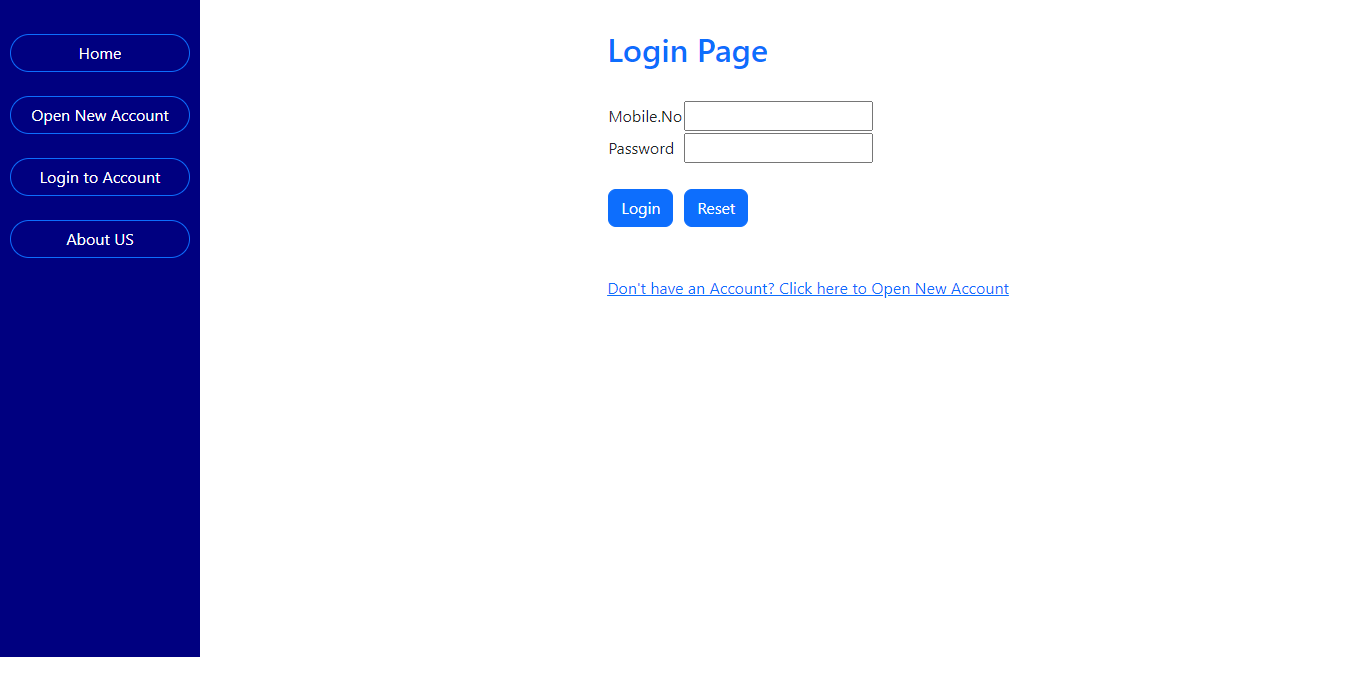 Home
Open New Account
Login to Account
About US
Login Page
Mobile.No
Password
Login Reset
Don't have an Account? Click here to Open New Account